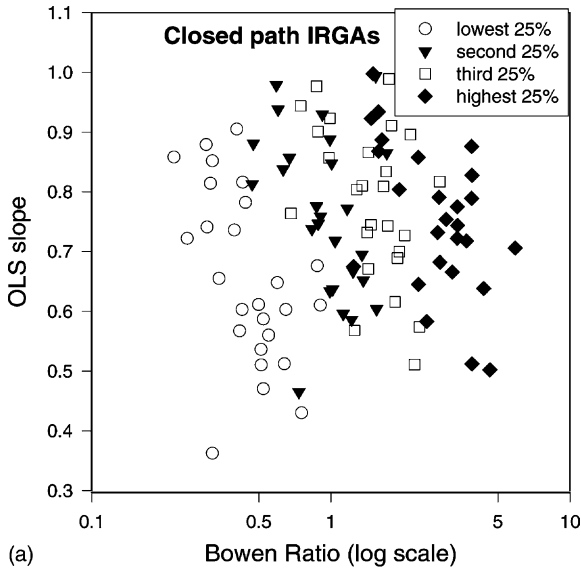 Closed path IRGAs
lowest 25%
second 25%
third 25%
highest 25%
OLS slope
1.1
1.0
0.9
0.8
0.7
0.6
0.5
0.4
0.3
0.1
0.5
1
5
10
Bowen Ratio (log scale)
(a)